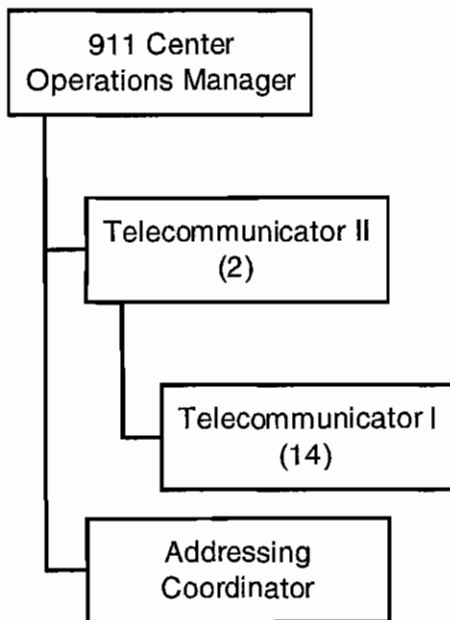 911 Center
Operations Manager
Telecommunicator II
(2)
Telecommunicator I
(14)
Addressing
Coordinator